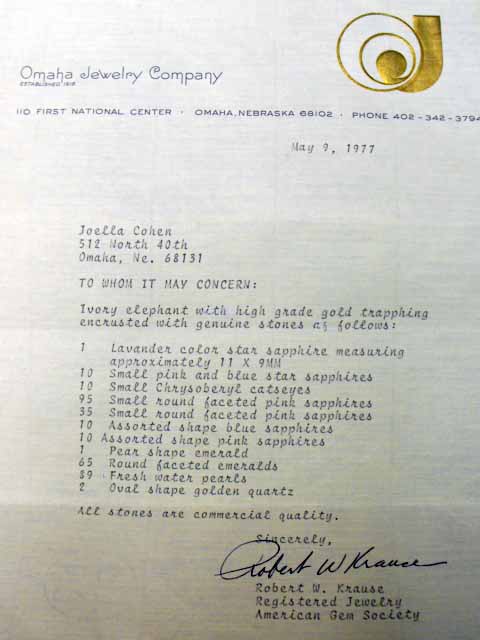 Omaha Jewelry Company
ESTABLISHED 1918
110 FIRST NATIONAL CENTER · OMAHA, NEBRASKA 68102 · PHONE 402-342-3794
May 9, 1977
Joella Cohen
512 North 40th
Omaha, Ne. 68131
TO WHOM IT MAY CONCERN:
Ivory elephant with high grade gold trapphing
encrusted with genuine stones as follows:
1 Lavander color star sapphire measuring
approximately 11 X 9MM
10 Small pink and blue star sapphires
10 Small Chrysoberyl catseyes
95 Small round faceted pink sapphires
35 Small round faceted pink sapphires
10 Assorted shape blue sapphires
10 Assorted shape pink sapphires
1 Pear shape emerald
65 Round faceted emeralds
89 Fresh water pearls
2 Oval shape golden quartz
All stones are commercial quality.
Sincerely,
Robert W Krause
Robert W. Krause
Registered Jewelry
American Gem Society